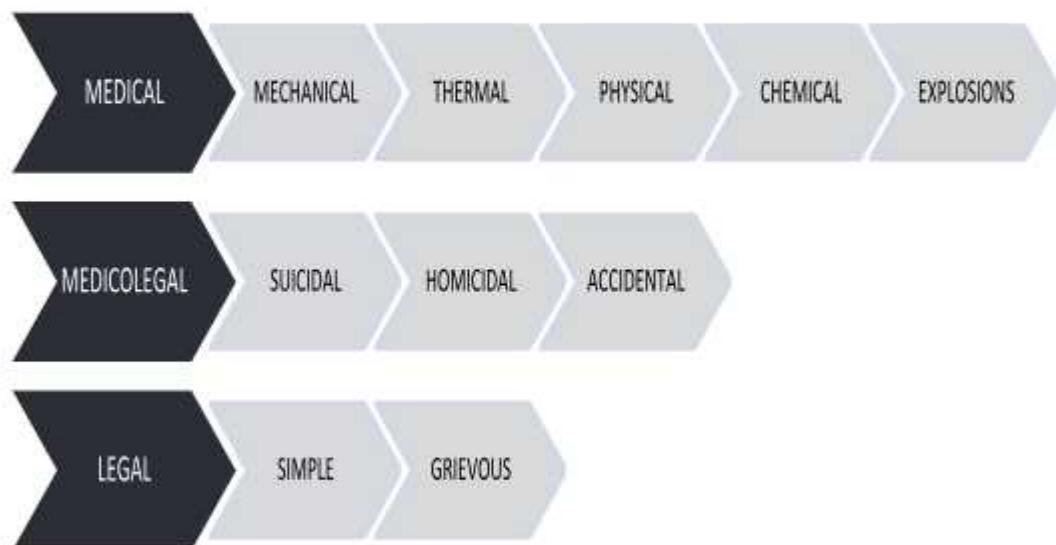 MEDICAL MECHANICAL THERMAL PHYSICAL CHEMICAL EXPLOSIONS
MEDICOLEGAL SUICIDAL HOMICIDAL ACCIDENTAL
LEGAL SIMPLE GRIEVOUS